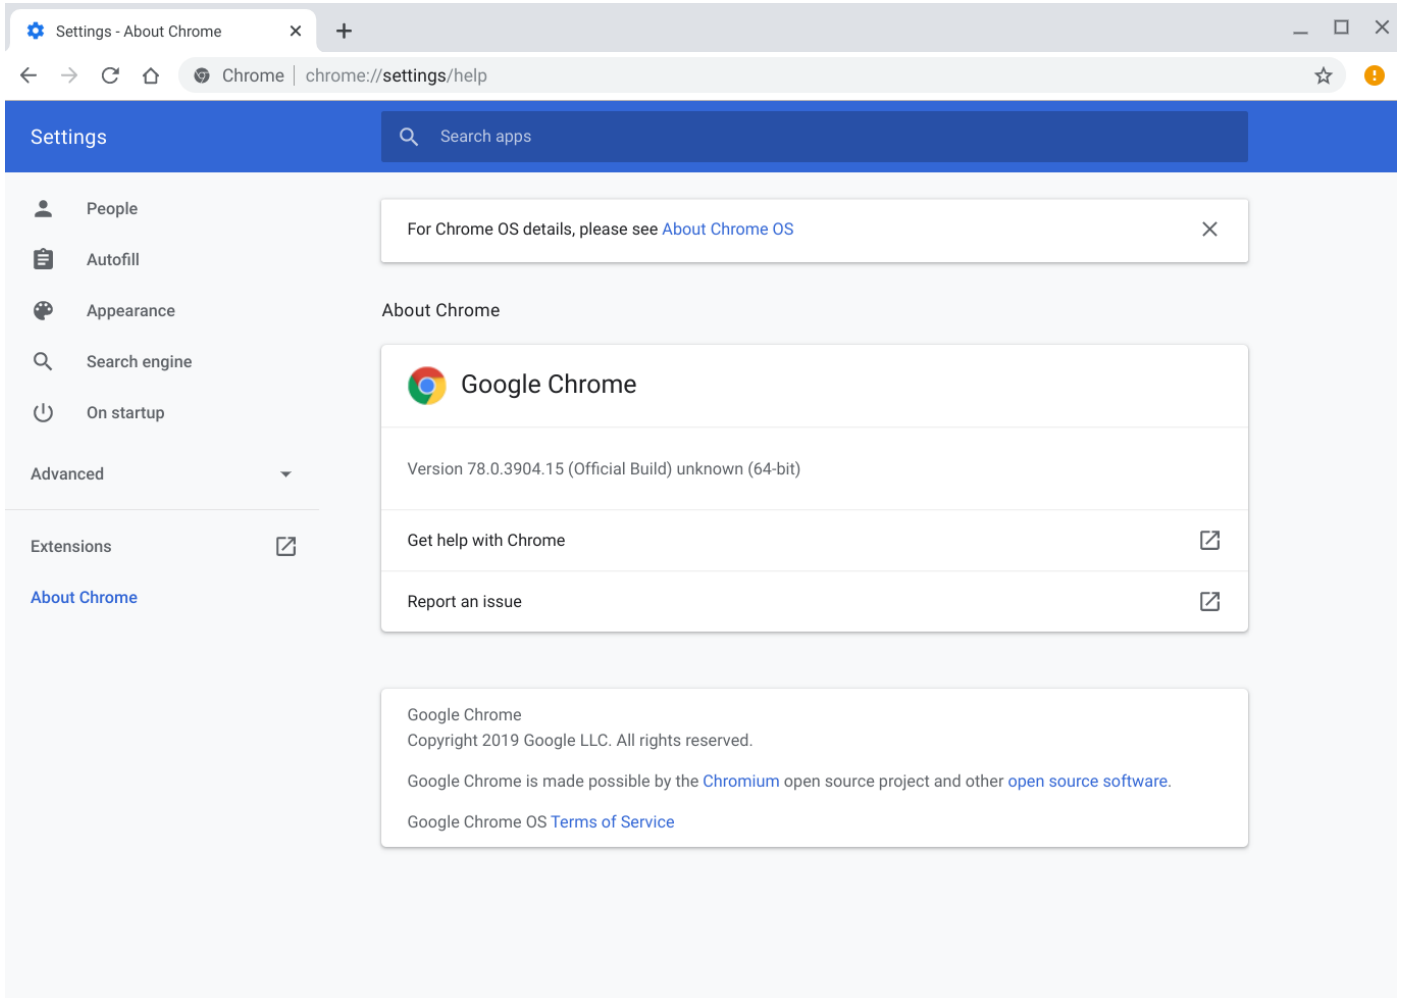 Settings - About Chrome
Chrome | chrome://settings/help
Settings
Search apps
People
Autofill
Appearance
Search engine
On startup
Advanced
Extensions
About Chrome
For Chrome OS details, please see About Chrome OS
About Chrome
Google Chrome
Version 78.0.3904.15 (Official Build) unknown (64-bit)
Get help with Chrome
Report an issue
Google Chrome
Copyright 2019 Google LLC. All rights reserved.
Google Chrome is made possible by the Chromium open source project and other open source software.
Google Chrome OS Terms of Service